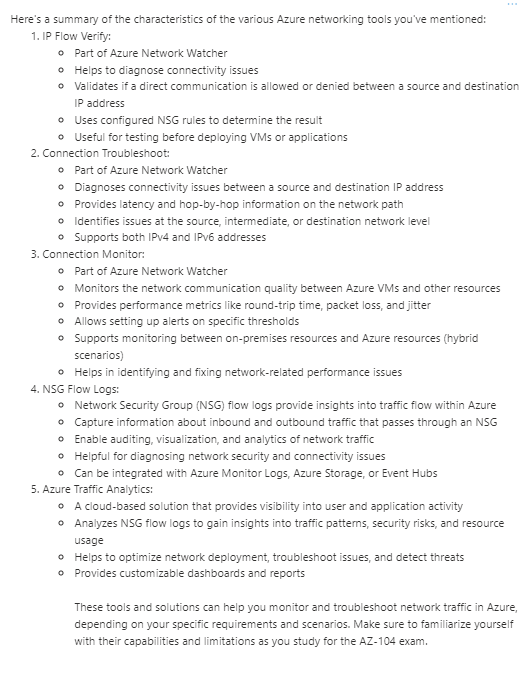 Here's a summary of the characteristics of the various Azure networking tools you've mentioned:
1. IP Flow Verify:
Part of Azure Network Watcher
Helps to diagnose connectivity issues
Validates if a direct communication is allowed or denied between a source and destination
IP address
Uses configured NSG rules to determine the result
Useful for testing before deploying VMs or applications
2. Connection Troubleshoot:
Part of Azure Network Watcher
Diagnoses connectivity issues between a source and destination IP address
Provides latency and hop-by-hop information on the network path
Identifies issues at the source, intermediate, or destination network level
Supports both IPv4 and IPv6 addresses
3. Connection Monitor:
Part of Azure Network Watcher
Monitors the network communication quality between Azure VMs and other resources
Provides performance metrics like round-trip time, packet loss, and jitter
Allows setting up alerts on specific thresholds
Supports monitoring between on-premises resources and Azure resources (hybrid
scenarios)
Helps in identifying and fixing network-related performance issues
4. NSG Flow Logs:
Network Security Group (NSG) flow logs provide insights into traffic flow within Azure
Capture information about inbound and outbound traffic that passes through an NSG
Enable auditing, visualization, and analytics of network traffic
Helpful for diagnosing network security and connectivity issues
Can be integrated with Azure Monitor Logs, Azure Storage, or Event Hubs
5. Azure Traffic Analytics:
A cloud-based solution that provides visibility into user and application activity
Analyzes NSG flow logs to gain insights into traffic patterns, security risks, and resource
usage
Helps to optimize network deployment, troubleshoot issues, and detect threats
Provides customizable dashboards and reports
These tools and solutions can help you monitor and troubleshoot network traffic in Azure,
depending on your specific requirements and scenarios. Make sure to familiarize yourself
with their capabilities and limitations as you study for the AZ-104 exam.